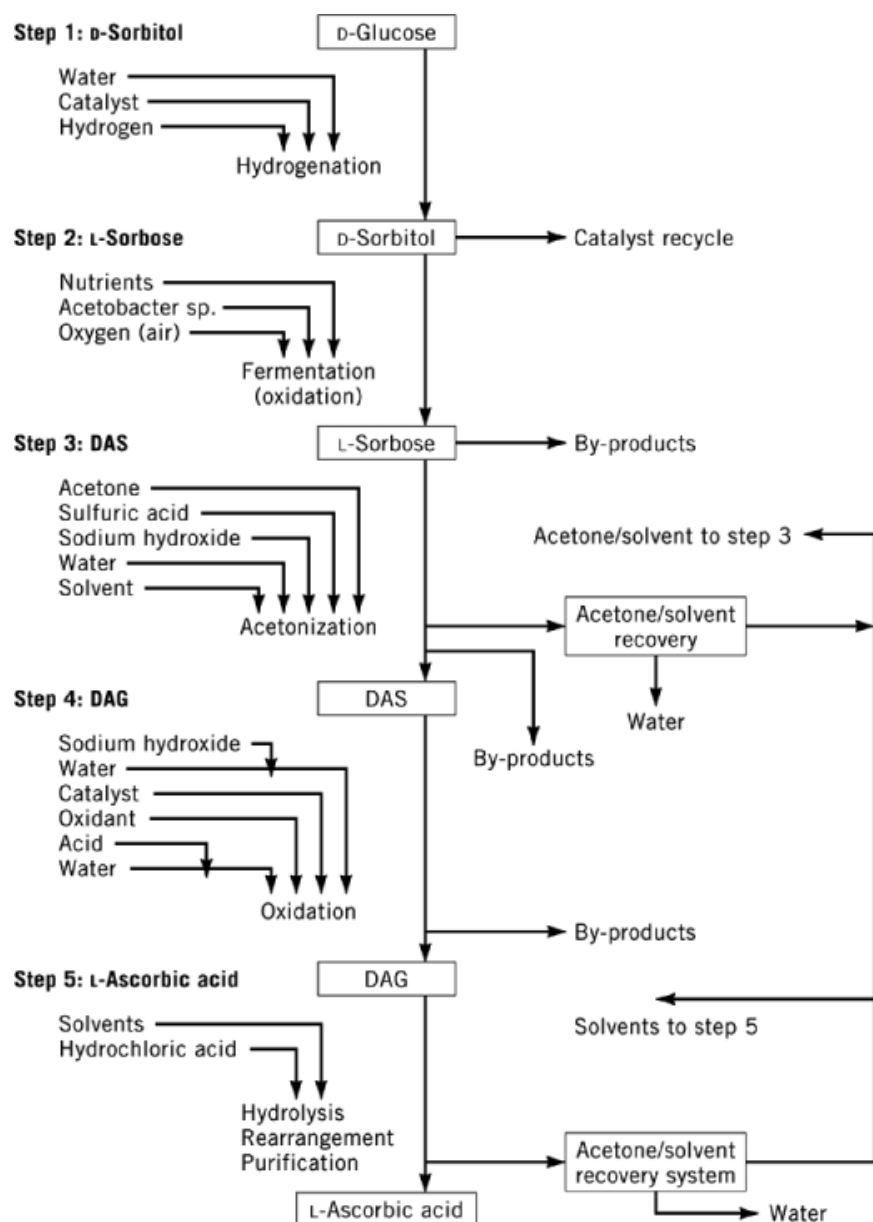 Step 1: D-Sorbitol
D-Glucose
Water
Catalyst
Hydrogen
Hydrogenation
Step 2: L-Sorbose
D-Sorbitol
Catalyst recycle
Nutrients
Acetobacter sp.
Oxygen (air)
Fermentation
(oxidation)
Step 3: DAS
L-Sorbose
By-products
Acetone
Sulfuric acid
Sodium hydroxide
Water
Solvent
Acetonization
Acetone/solvent to step 3
Acetone/solvent
recovery
Water
Step 4: DAG
DAS
By-products
Sodium hydroxide
Water
Catalyst
Oxidant
Acid
Water
Oxidation
By-products
Step 5: L-Ascorbic acid
DAG
Solvents to step 5
Solvents
Hydrochloric acid
Hydrolysis
Rearrangement
Purification
Acetone/solvent
recovery system
L-Ascorbic acid
Water